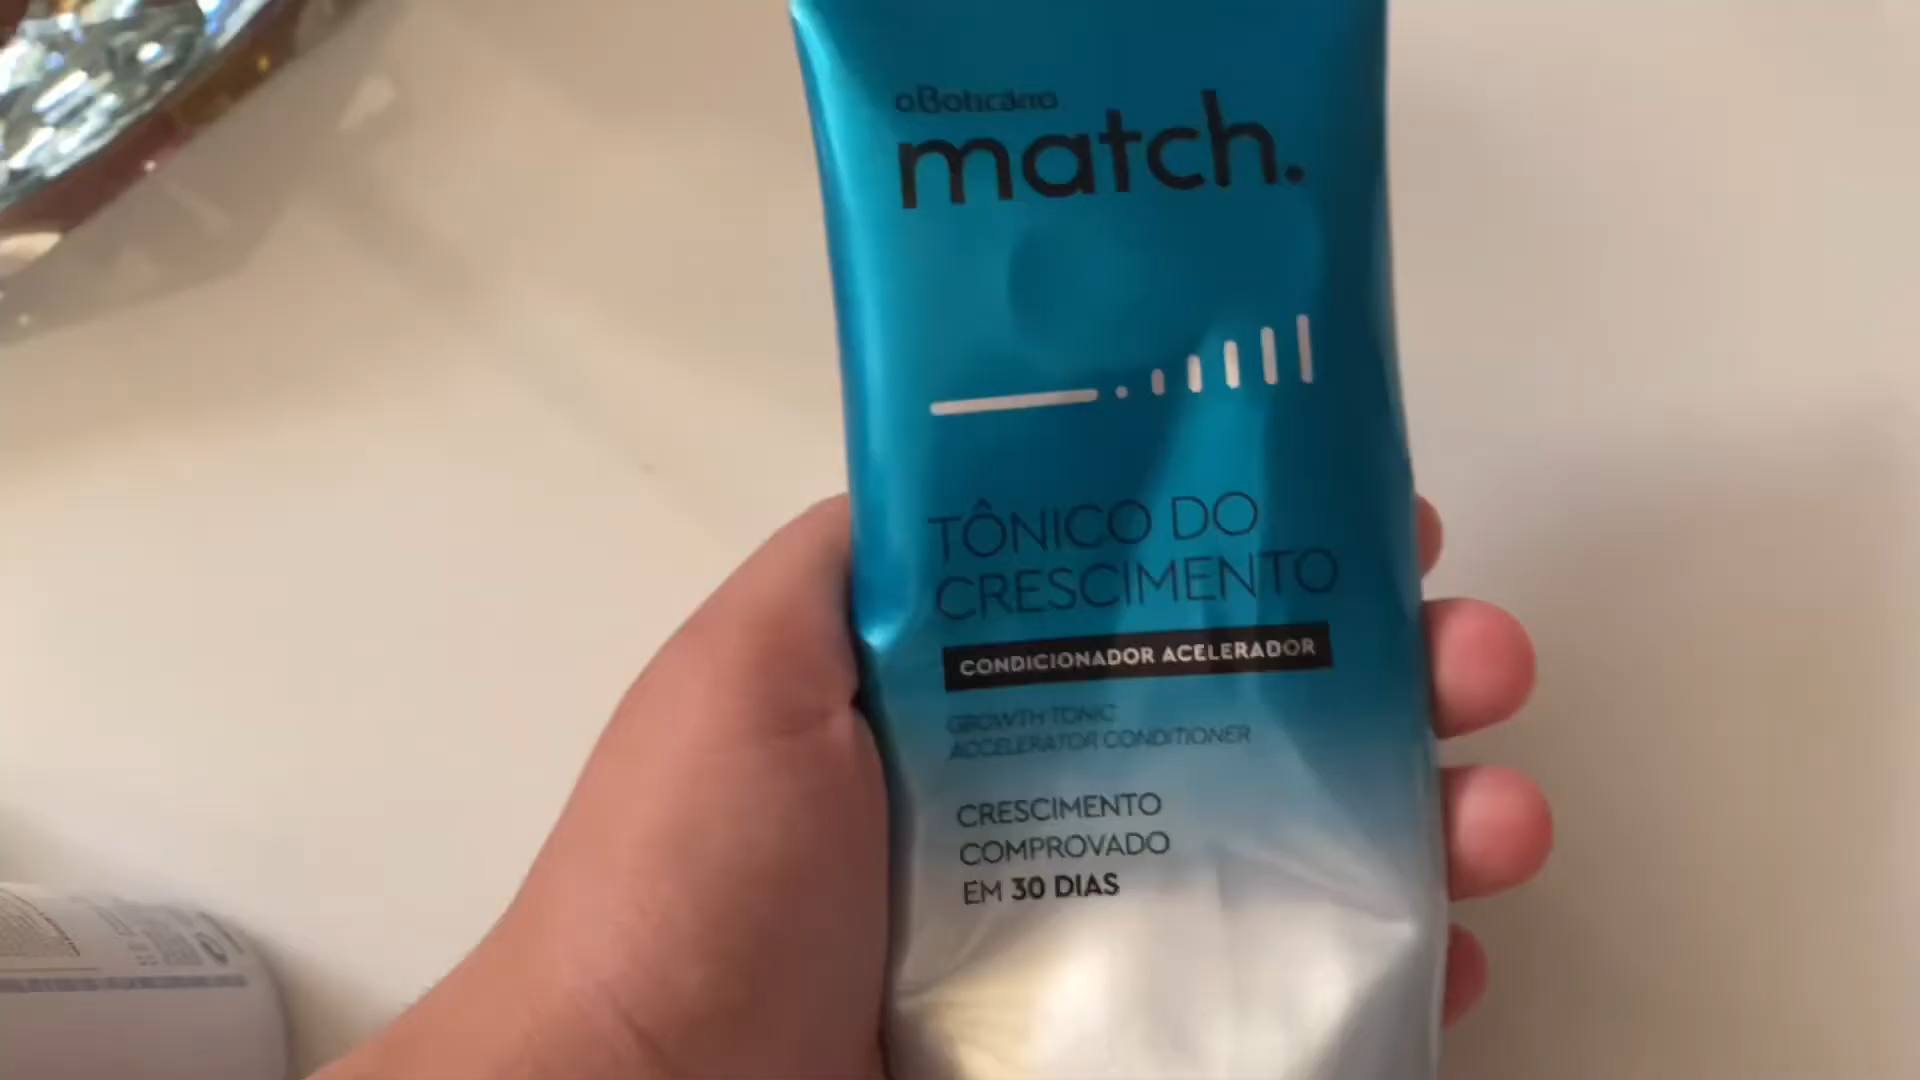 oBoticário
match.
TÔNICO DO
CRESCIMENTO
CONDICIONADOR ACELERADOR
GROWTH TONIC
ACCELERATOR CONDITIONER
CRESCIMENTO
COMPROVADO
EM 30 DIAS